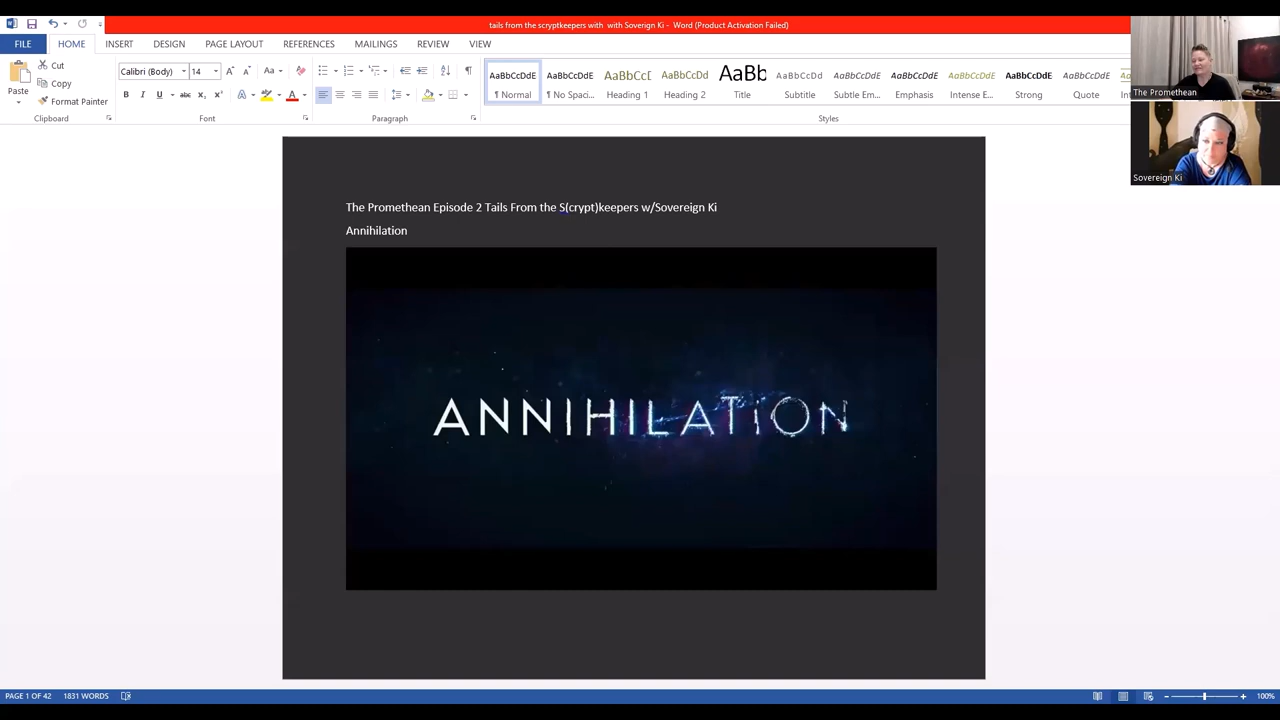 tails from the scryptkeepers with  with Soverign Ki -  Word (Product Activation Failed)
FILE
HOME
INSERT
DESIGN
PAGE LAYOUT
REFERENCES
MAILINGS
REVIEW
VIEW
Paste
Cut
Copy
Format Painter
Clipboard
Calibri (Body)
14
Font
Paragraph
AaBbCcDdE
¶ Normal
AaBbCcDdE
¶ No Spaci...
AaBbC
Heading 1
AaBbCcDd
Heading 2
AaBb
Title
AaBbCcDd
Subtitle
AaBbCcDdE
Subtle Em...
AaBbCcDdE
Emphasis
AaBbCcDdE
Intense E...
AaBbCcDdE
Strong
AaBbCcDdE
Quote
Styles
The Promethean
Sovereign Ki
The Promethean Episode 2 Tails From the S(crypt)keepers w/Sovereign Ki
Annihilation
ANNIHILATION
PAGE 1 OF 42
1831 WORDS
100%